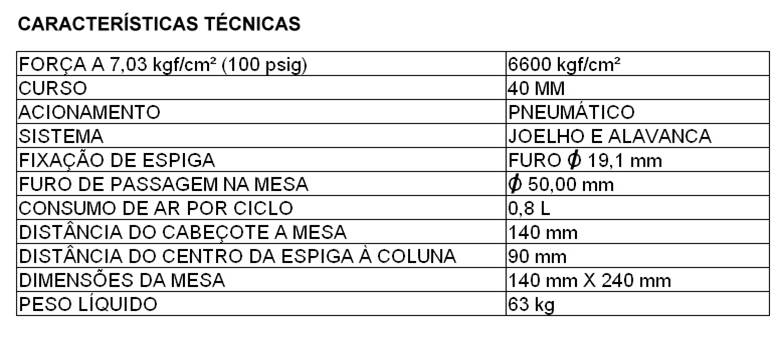 CARACTERÍSTICAS TÉCNICAS
FORÇA A 7,03 kgf/cm² (100 psig) 6600 kgf/cm²
CURSO 40 MM
ACIONAMENTO PNEUMÁTICO
SISTEMA JOELHO E ALAVANCA
FIXAÇÃO DE ESPIGA FURO ϕ 19,1 mm
FURO DE PASSAGEM NA MESA ϕ 50,00 mm
CONSUMO DE AR POR CICLO 0,8 L
DISTÂNCIA DO CABEÇOTE A MESA 140 mm
DISTÂNCIA DO CENTRO DA ESPIGA À COLUNA 90 mm
DIMENSÕES DA MESA 140 mm X 240 mm
PESO LÍQUIDO 63 kg